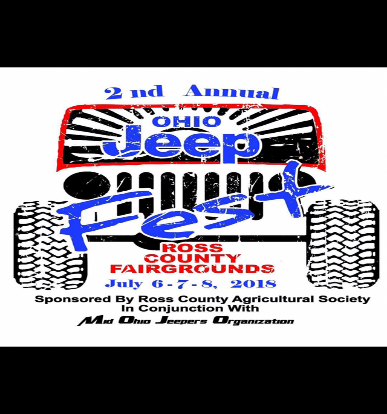 2nd Annual
OHIO
Jeep
Fest
ROSS
COUNTY
FAIRGROUNDS
July 6-7-8, 2018
Sponsored By Ross County Agricultural Society
In Conjunction With
Mid Ohio Jeepers Organization